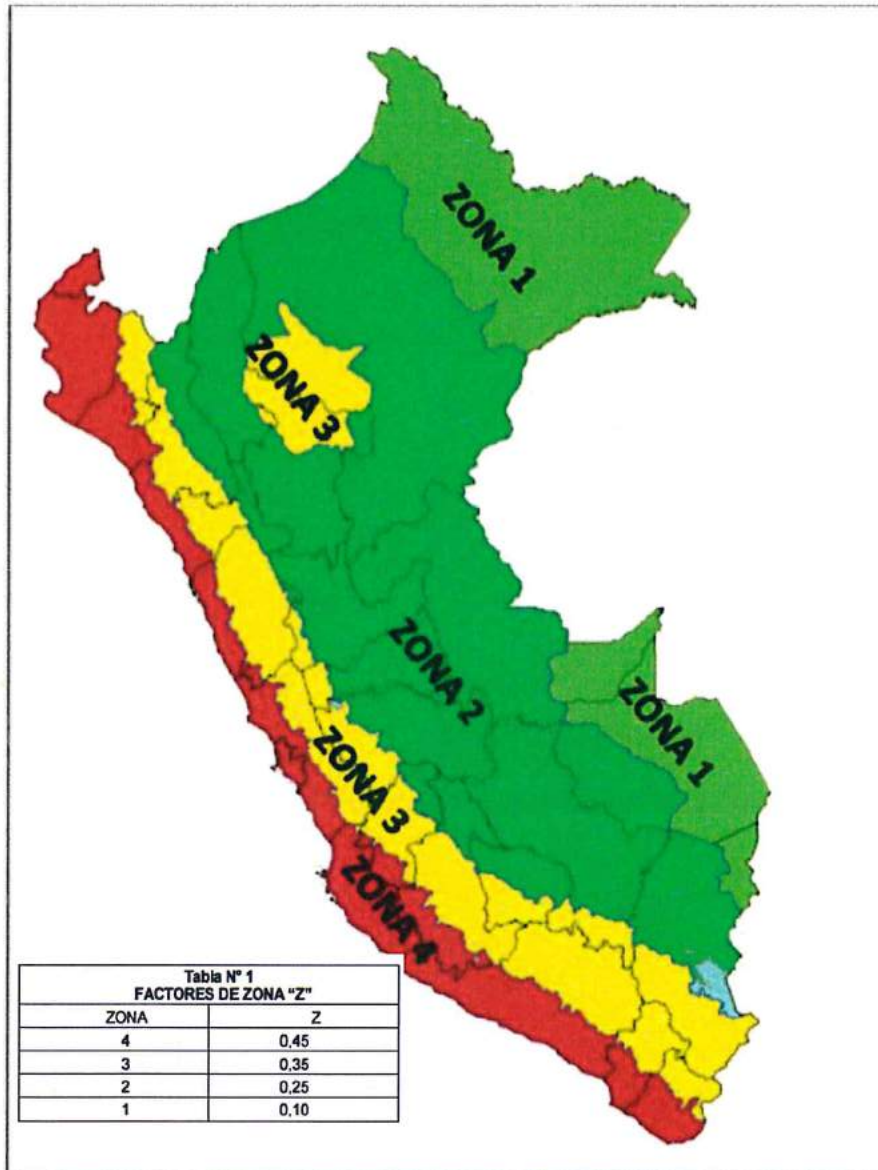 ZONA 1
ZONA 3
ZONA 2
ZONA 1
ZONA 3
ZONA 4
Tabla N° 1
FACTORES DE ZONA "Z"
ZONA Z
4 0,45
3 0,35
2 0,25
1 0,10